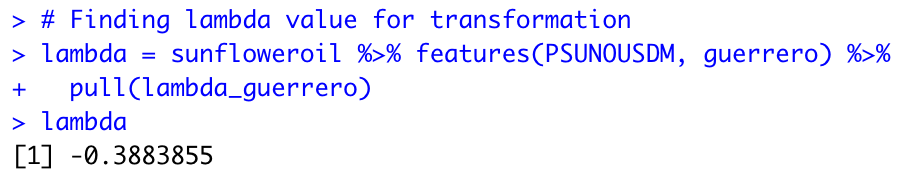 > # Finding lambda value for transformation
> lambda = sunfloweroil %>% features(PSUNOUSDM, guerrero) %>%
+   pull(lambda_guerrero)
> lambda
[1] -0.3883855